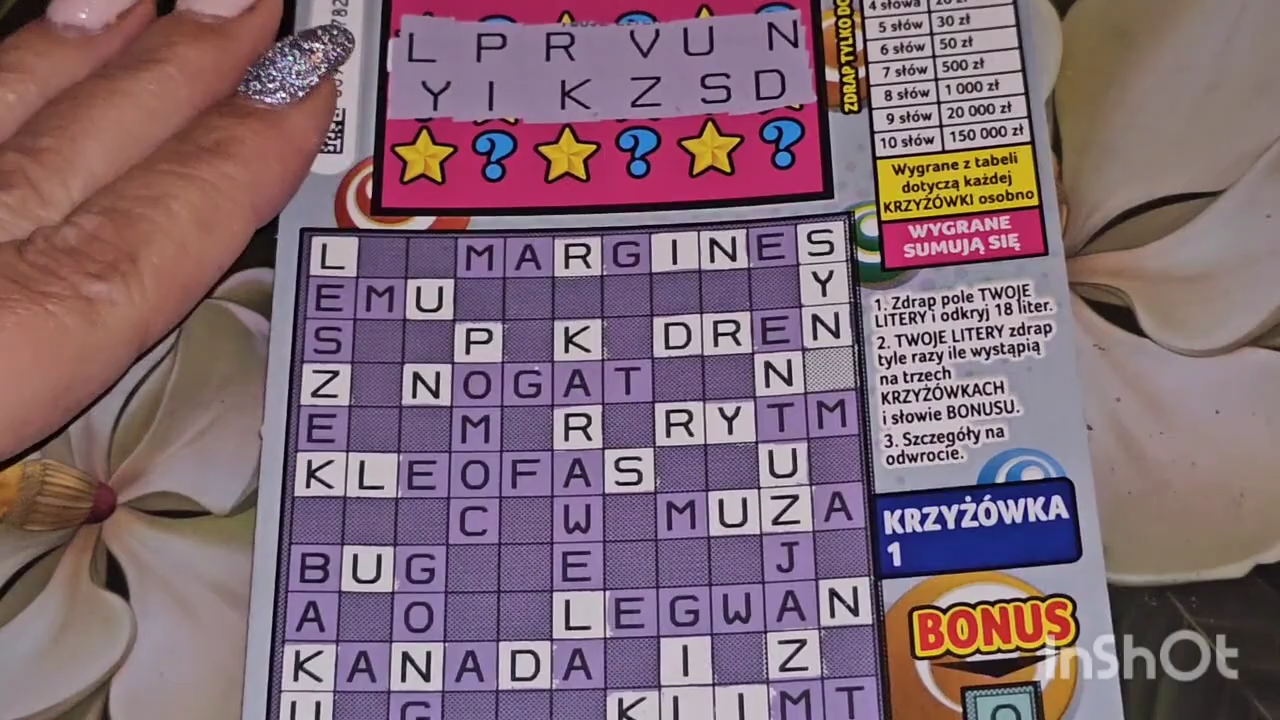 L P R V U N
Y I K Z S D
ZDRAP TYLKO DO
4 słowa 20 zł
5 słów 30 zł
6 słów 50 zł
7 słów 500 zł
8 słów 1 000 zł
9 słów 20 000 zł
10 słów 150 000 zł
Wygrane z tabeli
dotyczą każdej
KRZYŻÓWKI osobno
WYGRANE
SUMUJĄ SIĘ
1. Zdrap pole TWOJE
LITERY i odkryj 18 liter.
2. TWOJE LITERY zdrap
tyle razy ile wystąpią
na trzech
KRZYŻÓWKACH
i słowie BONUSU.
3. Szczegóły na
odwrocie.
KRZYŻÓWKA
1
BONUS
L MARGINES
EMU Y
S P K DREN
Z NOGAT N
E M R RYTM
KLEOFAS U
C W MUZA
BUG E J
A O LEGWAN
KANADA I Z
U G KLIMT
InShOt